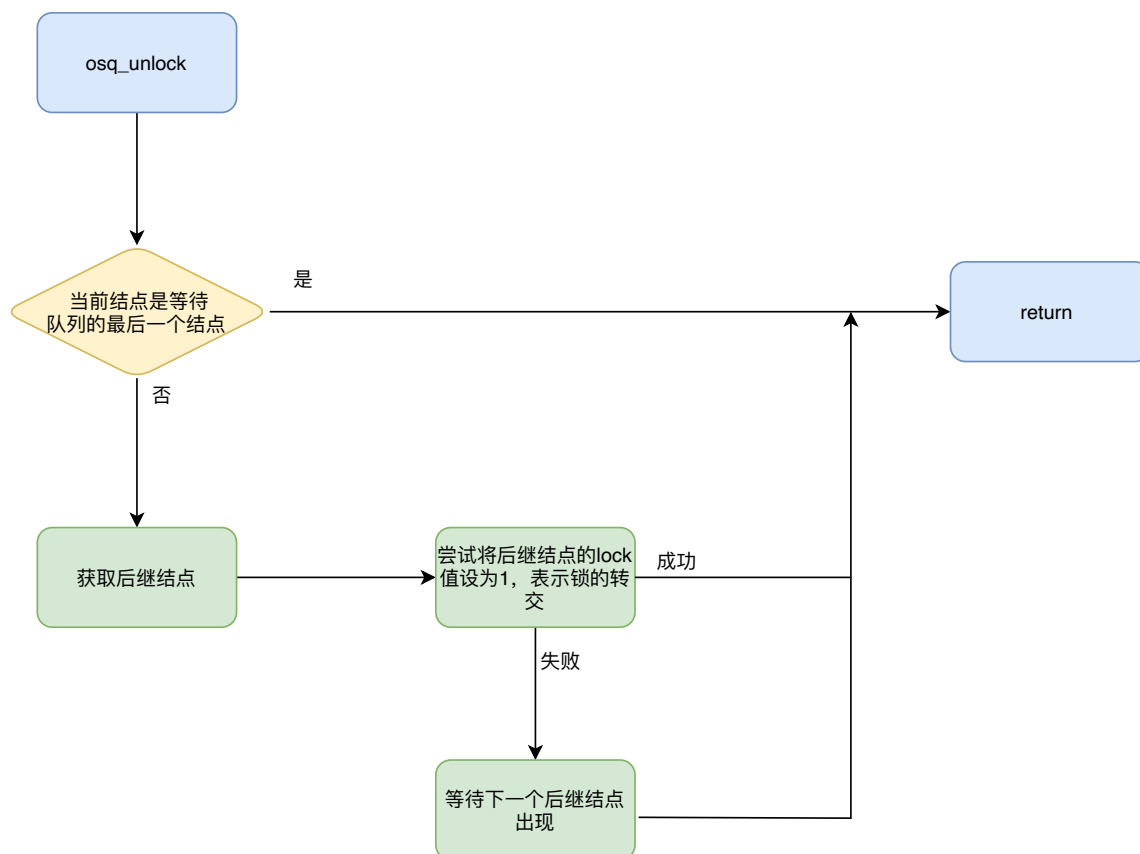 osq_unlock
是
当前结点是等待
队列的最后一个结点
return
否
获取后继结点
尝试将后继结点的lock
值设为1，表示锁的转
交
成功
失败
等待下一个后继结点
出现